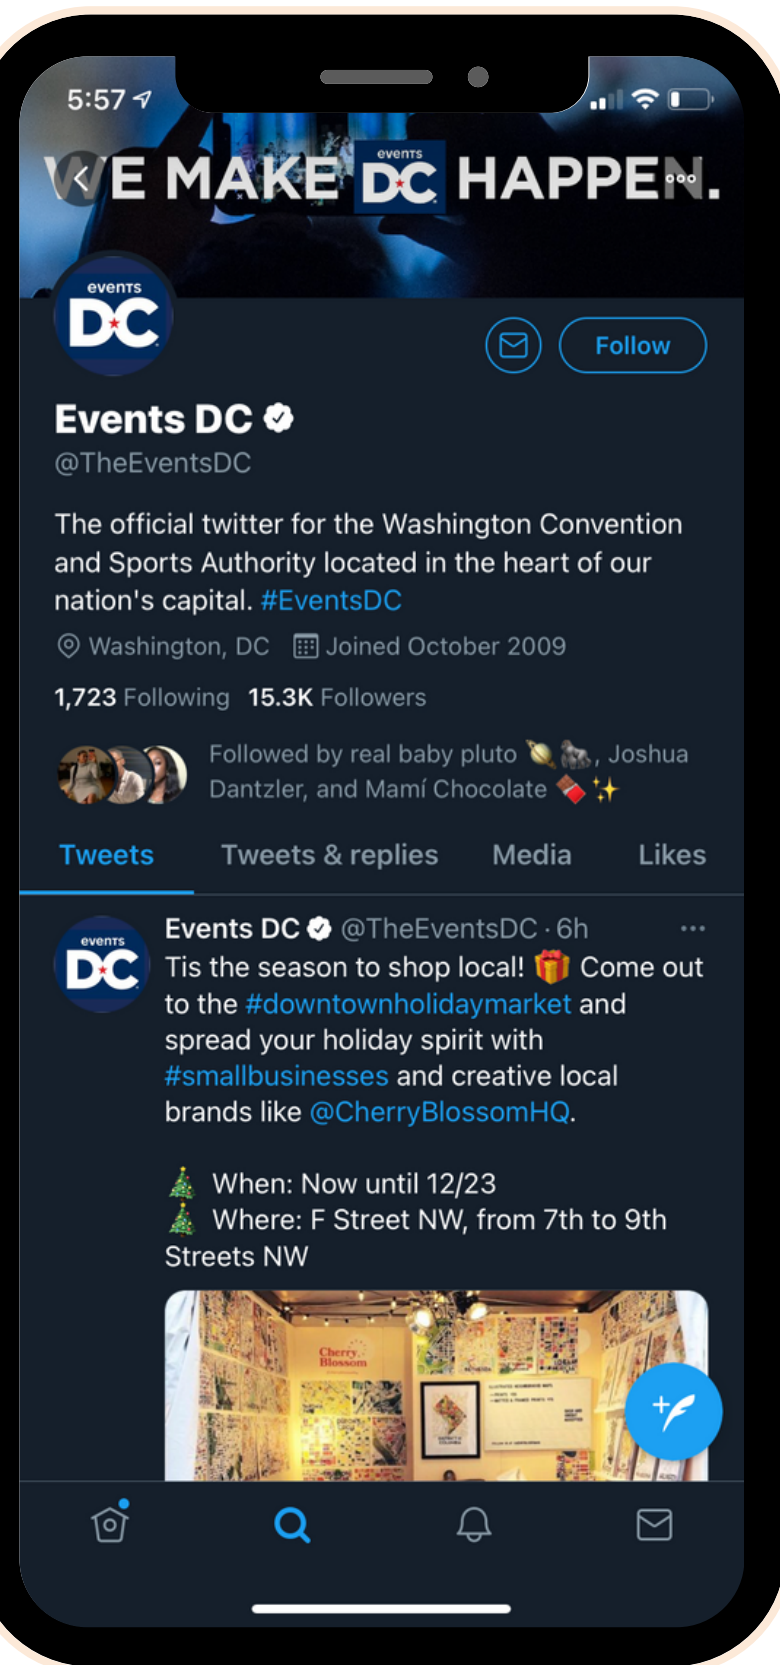 5:57
WE MAKE events DC HAPPEN.
events
DC
Follow
Events DC
@TheEventsDC
The official twitter for the Washington Convention
and Sports Authority located in the heart of our
nation's capital. #EventsDC
Washington, DC Joined October 2009
1,723 Following 15.3K Followers
Followed by real baby pluto 🪐🦍, Joshua
Dantzler, and Mamí Chocolate 🍫✨
Tweets Tweets & replies Media Likes
events
DC
Events DC @TheEventsDC · 6h
Tis the season to shop local! 🎁 Come out
to the #downtownholidaymarket and
spread your holiday spirit with
#smallbusinesses and creative local
brands like @CherryBlossomHQ.
🎄 When: Now until 12/23
🎄 Where: F Street NW, from 7th to 9th
Streets NW
Cherry
Blossom